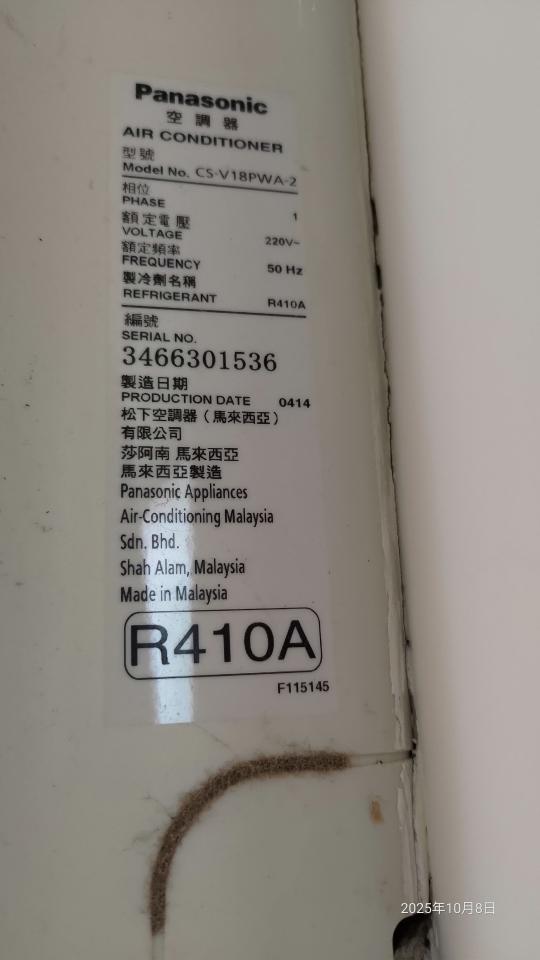 Panasonic
空調器
AIR CONDITIONER
型號
Model No. CS-V18PWA-2
相位
PHASE 1
額定電壓
VOLTAGE 220V~
額定頻率
FREQUENCY 50 Hz
製冷劑名稱
REFRIGERANT R410A
編號
SERIAL NO.
3466301536
製造日期
PRODUCTION DATE 0414
松下空調器（馬來西亞）
有限公司
莎阿南 馬來西亞
馬來西亞製造
Panasonic Appliances
Air-Conditioning Malaysia
Sdn. Bhd.
Shah Alam, Malaysia
Made in Malaysia
R410A
F115145
2025年10月8日